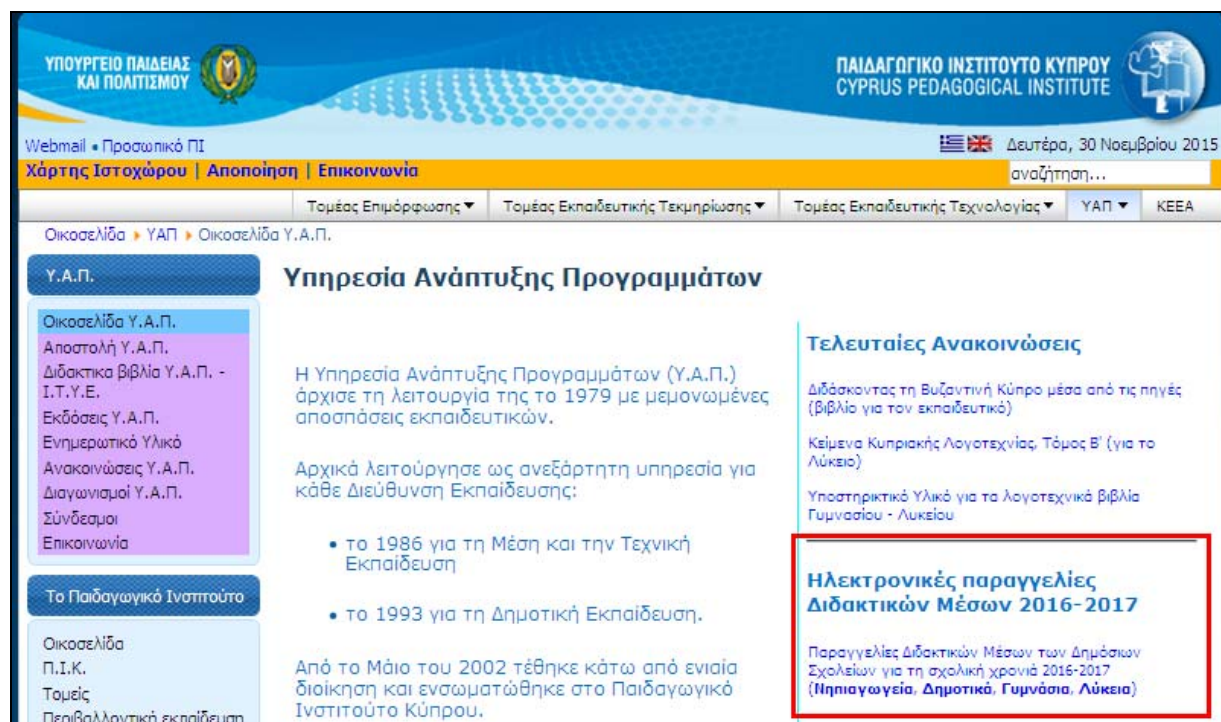 ΥΠΟΥΡΓΕΙΟ ΠΑΙΔΕΙΑΣ
ΚΑΙ ΠΟΛΙΤΙΣΜΟΥ
ΠΑΙΔΑΓΩΓΙΚΟ ΙΝΣΤΙΤΟΥΤΟ ΚΥΠΡΟΥ
CYPRUS PEDAGOGICAL INSTITUTE
Webmail • Προσωπικό ΠΙ
Δευτέρα, 30 Νοεμβρίου 2015
Χάρτης Ιστοχώρου | Αποποίηση | Επικοινωνία
αναζήτηση...
Τομέας Επιμόρφωσης ▼ Τομέας Εκπαιδευτικής Τεκμηρίωσης ▼ Τομέας Εκπαιδευτικής Τεχνολογίας ▼ ΥΑΠ ▼ ΚΕΕΑ
Οικοσελίδα ▸ ΥΑΠ ▸ Οικοσελίδα Υ.Α.Π.
Υ.Α.Π.
Οικοσελίδα Υ.Α.Π.
Αποστολή Υ.Α.Π.
Διδακτικα βιβλία Υ.Α.Π. -
Ι.Τ.Υ.Ε.
Εκδόσεις Υ.Α.Π.
Ενημερωτικό Υλικό
Ανακοινώσεις Υ.Α.Π.
Διαγωνισμοί Υ.Α.Π.
Σύνδεσμοι
Επικοινωνία
Το Παιδαγωγικό Ινστιτούτο
Οικοσελίδα
Π.Ι.Κ.
Τομείς
Περιβαλλοντική εκπαίδευση
Υπηρεσία Ανάπτυξης Προγραμμάτων
Η Υπηρεσία Ανάπτυξης Προγραμμάτων (Υ.Α.Π.)
άρχισε τη λειτουργία της το 1979 με μεμονωμένες
αποσπάσεις εκπαιδευτικών.
Αρχικά λειτούργησε ως ανεξάρτητη υπηρεσία για
κάθε Διεύθυνση Εκπαίδευσης:
• το 1986 για τη Μέση και την Τεχνική
Εκπαίδευση
• το 1993 για τη Δημοτική Εκπαίδευση.
Από το Μάιο του 2002 τέθηκε κάτω από ενιαία
διοίκηση και ενσωματώθηκε στο Παιδαγωγικό
Ινστιτούτο Κύπρου.
Τελευταίες Ανακοινώσεις
Διδάσκοντας τη Βυζαντινή Κύπρο μέσα από τις πηγές
(βιβλίο για τον εκπαιδευτικό)
Κείμενα Κυπριακής Λογοτεχνίας, Τόμος Β' (για το
Λύκειο)
Υποστηρικτικό Υλικό για τα λογοτεχνικά βιβλία
Γυμνασίου - Λυκείου
Ηλεκτρονικές παραγγελίες
Διδακτικών Μέσων 2016-2017
Παραγγελίες Διδακτικών Μέσων των Δημόσιων
Σχολείων για τη σχολική χρονιά 2016-2017
(Νηπιαγωγεία, Δημοτικά, Γυμνάσια, Λύκεια)